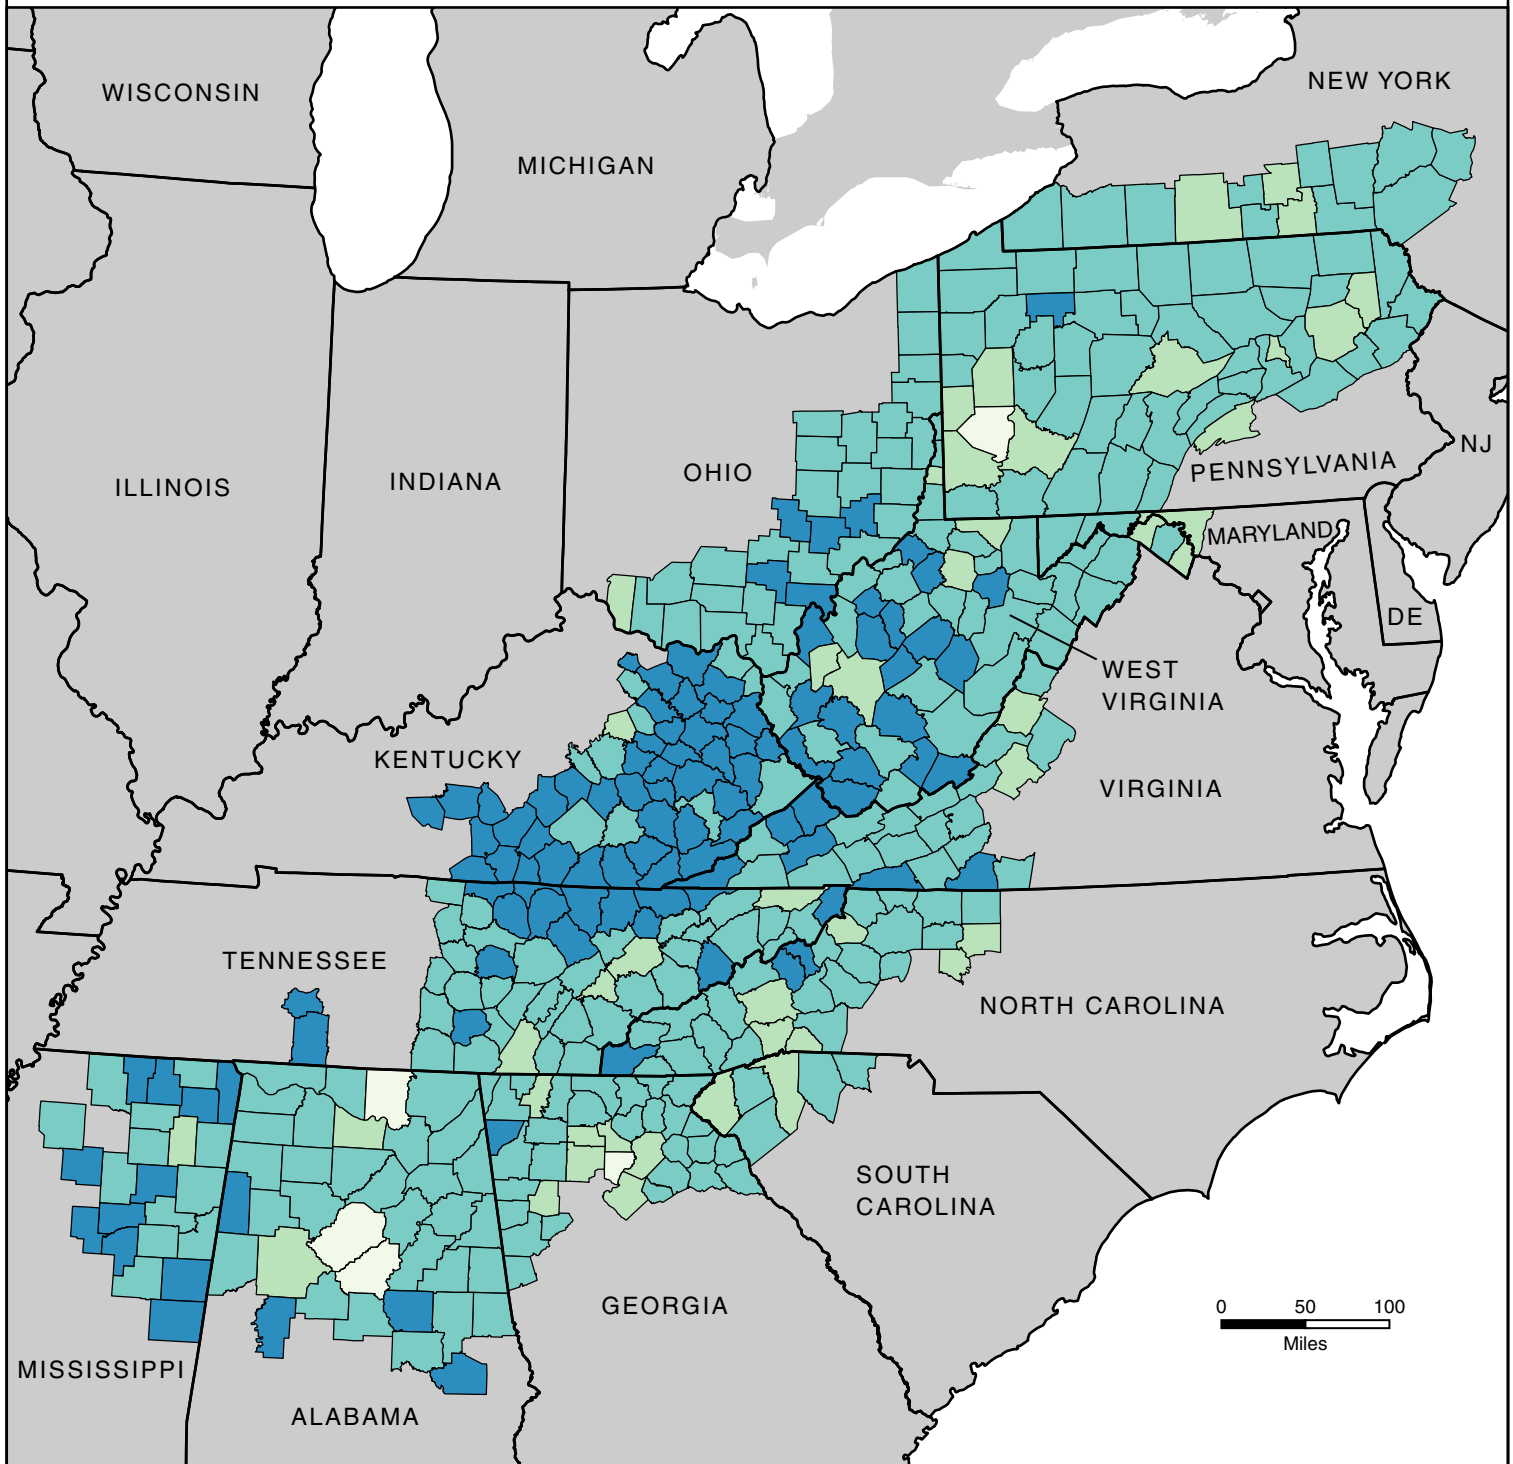 NEW YORK
WISCONSIN
MICHIGAN
NJ
PENNSYLVANIA
OHIO
INDIANA
ILLINOIS
MARYLAND
DE
WEST
VIRGINIA
KENTUCKY
VIRGINIA
TENNESSEE
NORTH CAROLINA
SOUTH
CAROLINA
GEORGIA
0 50 100
Miles
MISSISSIPPI
ALABAMA